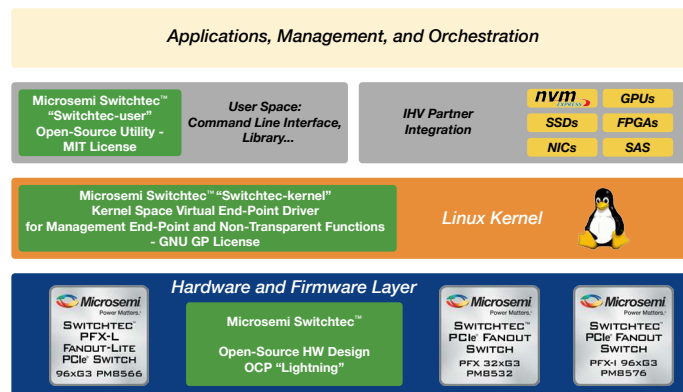 Applications, Management, and Orchestration
Microsemi Switchtec™
“Switchtec-user”
Open-Source Utility -
MIT License
User Space:
Command Line Interface,
Library...
IHV Partner
Integration
nvm
EXPRESS
GPUs
SSDs
FPGAs
NICs
SAS
Microsemi Switchtec™ “Switchtec-kernel”
Kernel Space Virtual End-Point Driver
for Management End-Point and Non-Transparent Functions
- GNU GP License
Linux Kernel
Hardware and Firmware Layer
Microsemi
Power Matters.™
SWITCHTEC™
PFX-L
FANOUT-LITE
PCIe® SWITCH
96xG3 PM8566
Microsemi Switchtec™
Open-Source HW Design
OCP “Lightning”
Microsemi
Power Matters.™
SWITCHTEC™
PCIe® FANOUT
SWITCH
PFX 32xG3
PM8532
Microsemi
Power Matters.™
SWITCHTEC™
PCIe® FANOUT
SWITCH
PFX-I 96xG3
PM8576